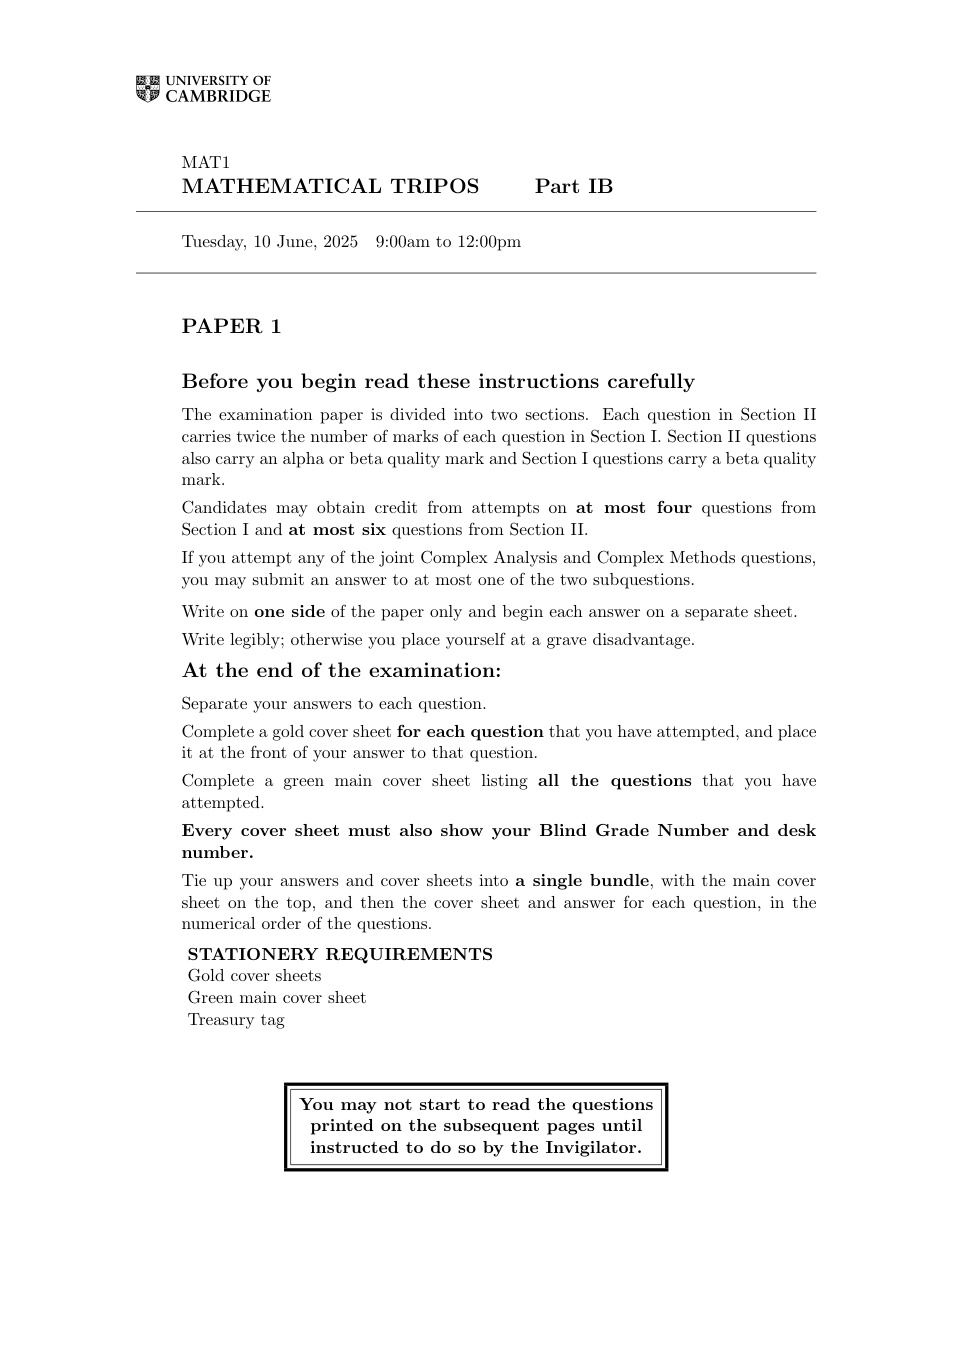 UNIVERSITY OF
CAMBRIDGE
MAT1
MATHEMATICAL TRIPOS Part IB
Tuesday, 10 June, 2025 9:00am to 12:00pm
PAPER 1
Before you begin read these instructions carefully
The examination paper is divided into two sections. Each question in Section II
carries twice the number of marks of each question in Section I. Section II questions
also carry an alpha or beta quality mark and Section I questions carry a beta quality
mark.
Candidates may obtain credit from attempts on at most four questions from
Section I and at most six questions from Section II.
If you attempt any of the joint Complex Analysis and Complex Methods questions,
you may submit an answer to at most one of the two subquestions.
Write on one side of the paper only and begin each answer on a separate sheet.
Write legibly; otherwise you place yourself at a grave disadvantage.
At the end of the examination:
Separate your answers to each question.
Complete a gold cover sheet for each question that you have attempted, and place
it at the front of your answer to that question.
Complete a green main cover sheet listing all the questions that you have
attempted.
Every cover sheet must also show your Blind Grade Number and desk
number.
Tie up your answers and cover sheets into a single bundle, with the main cover
sheet on the top, and then the cover sheet and answer for each question, in the
numerical order of the questions.
STATIONERY REQUIREMENTS
Gold cover sheets
Green main cover sheet
Treasury tag
You may not start to read the questions
printed on the subsequent pages until
instructed to do so by the Invigilator.